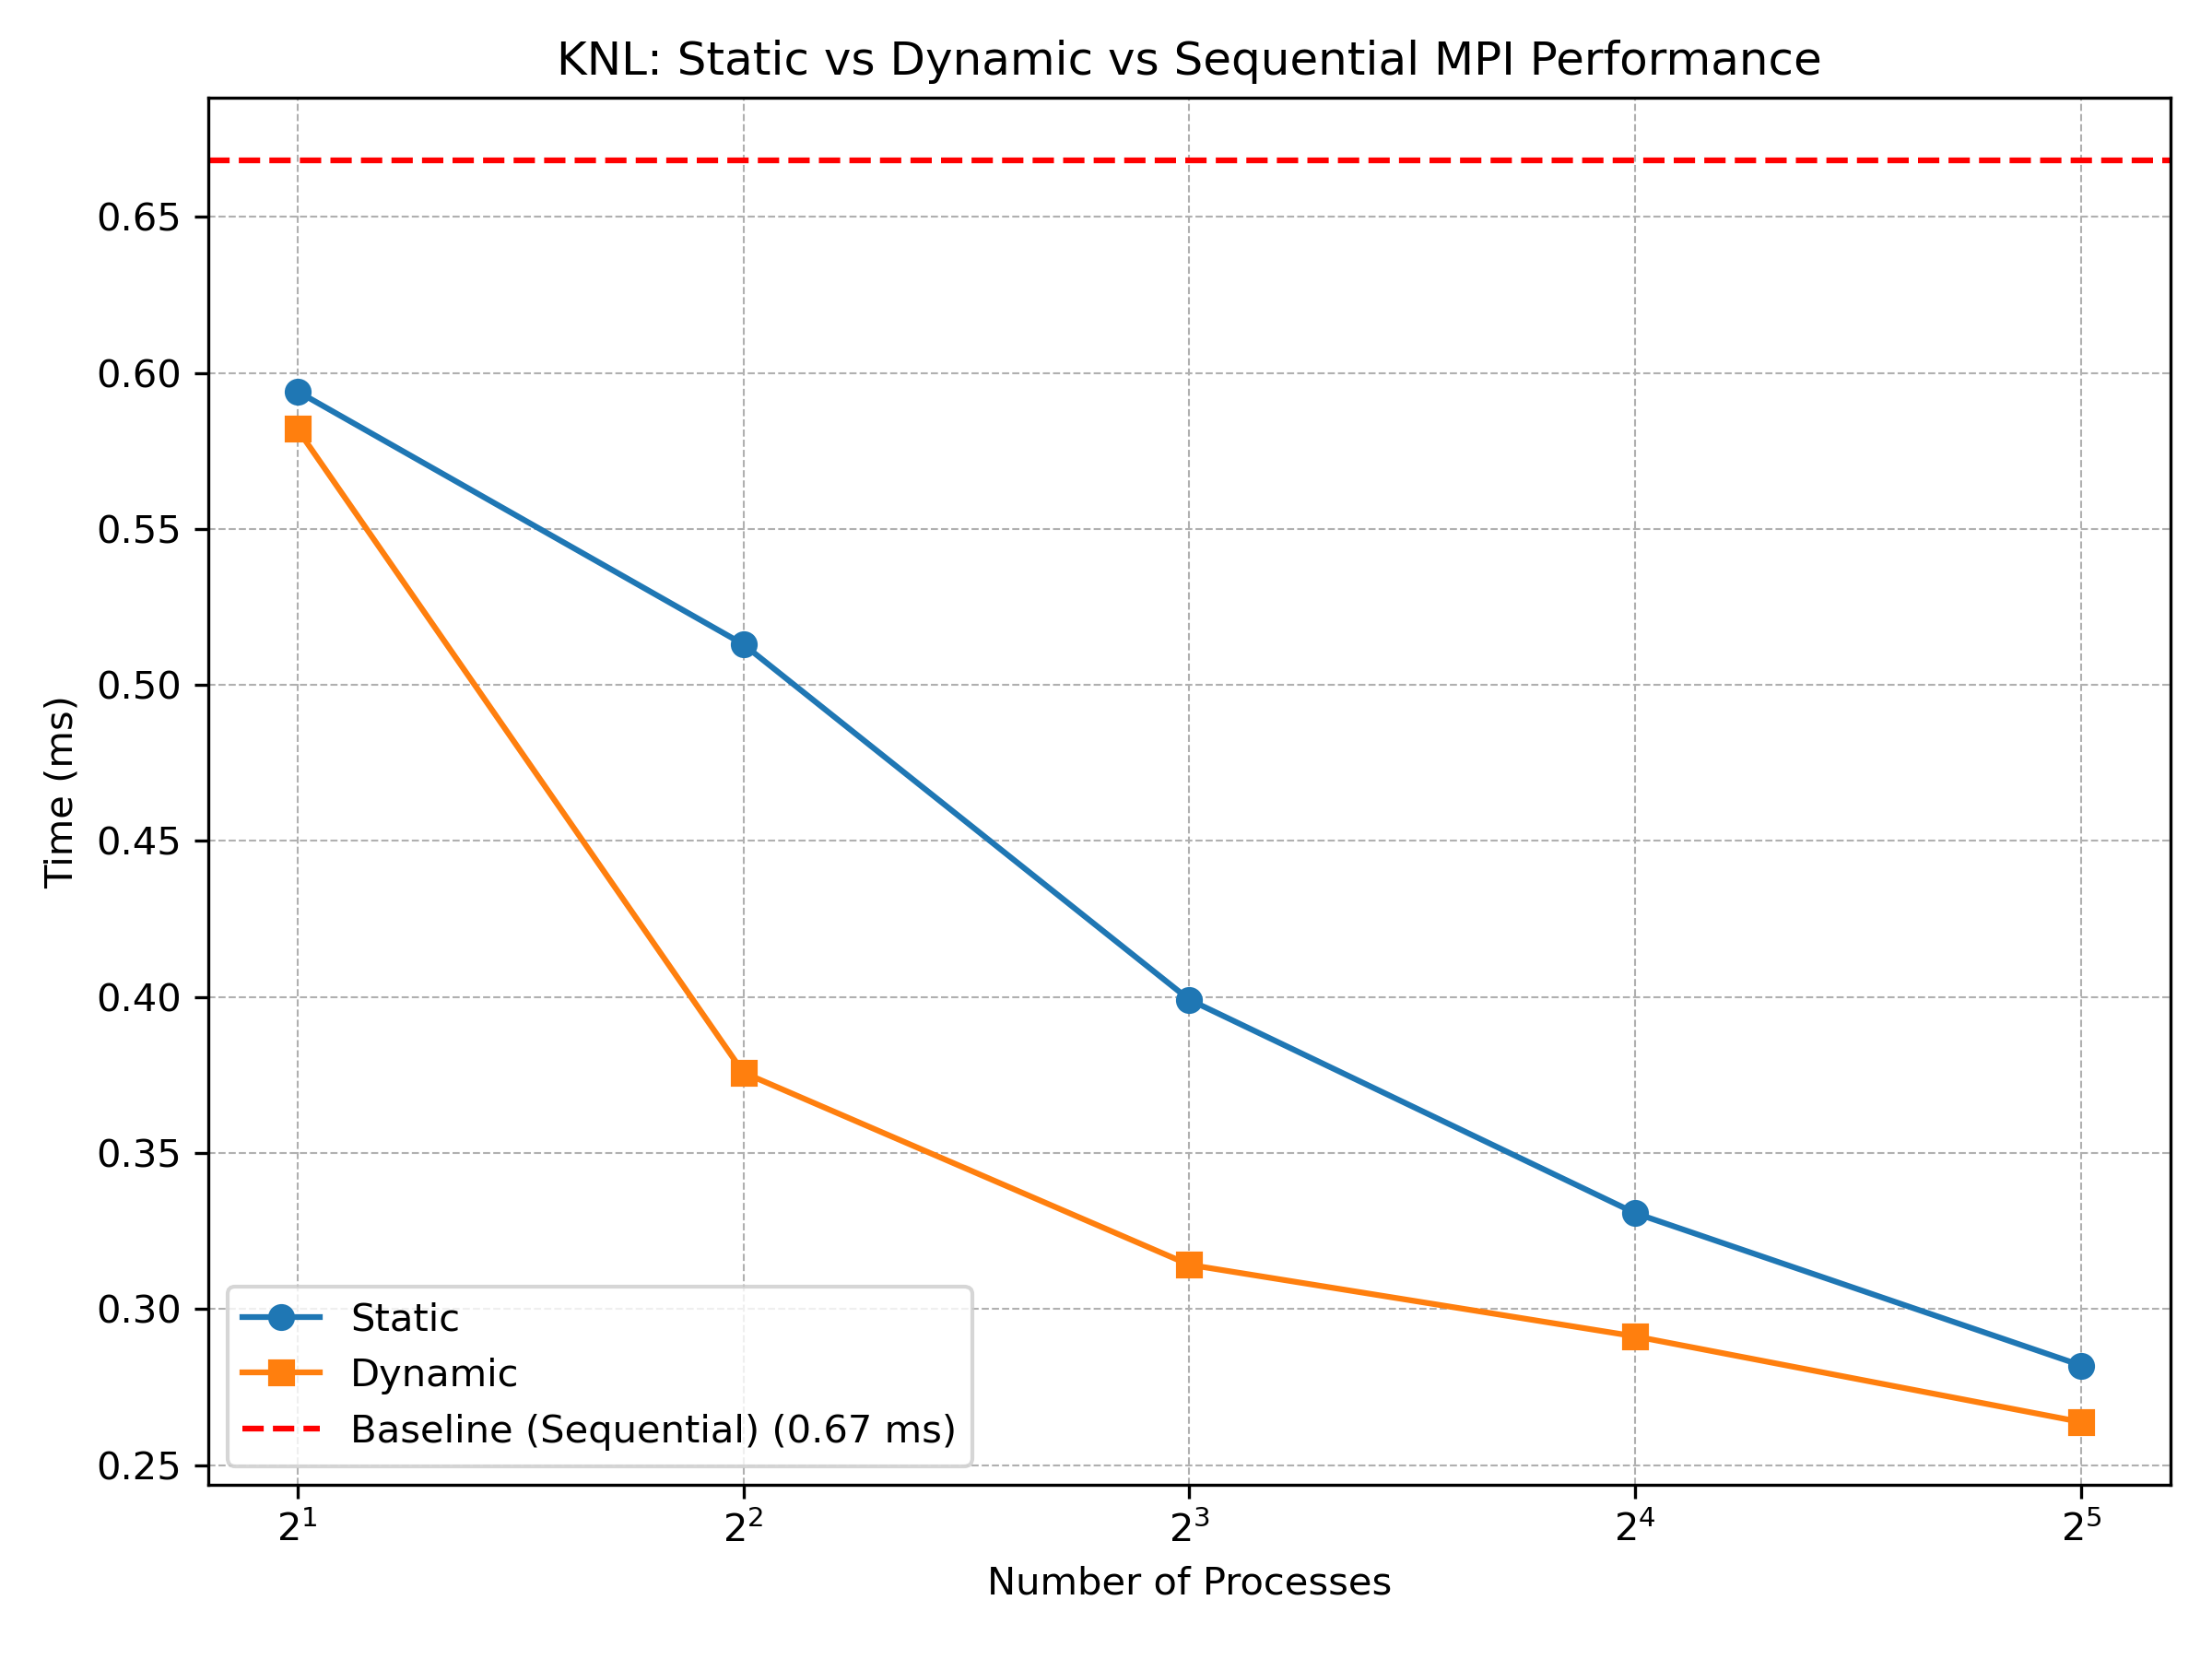 KNL: Static vs Dynamic vs Sequential MPI Performance
Time (ms)
0.65
0.60
0.55
0.50
0.45
0.40
0.35
0.30
0.25
Static
Dynamic
Baseline (Sequential) (0.67 ms)
2¹ 2² 2³ 2⁴ 2⁵
Number of Processes